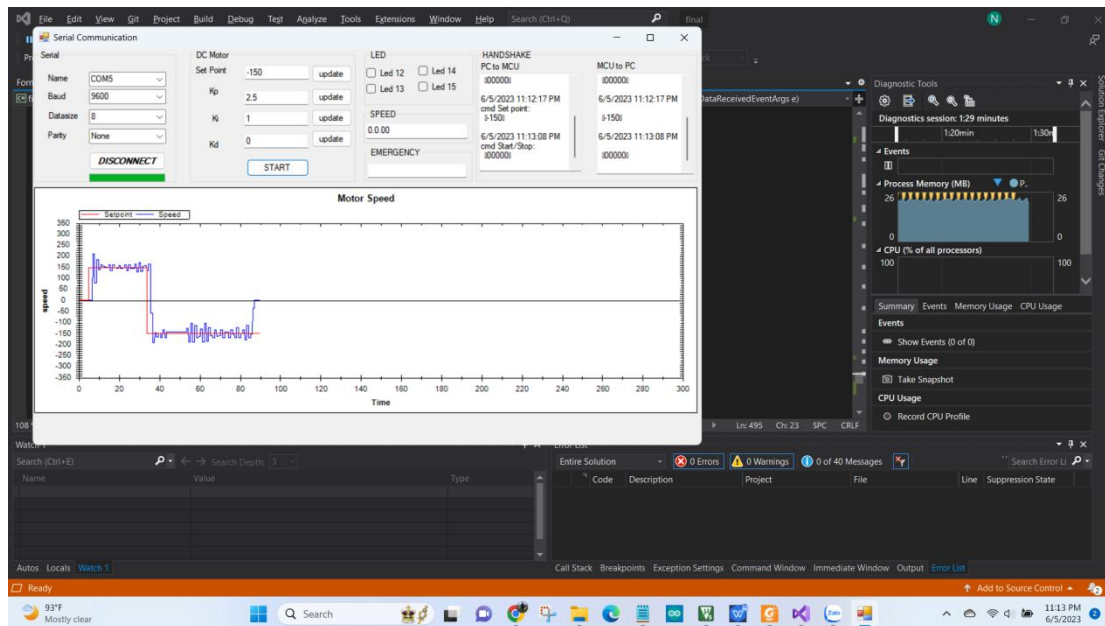 File Edit View Git Project Build Debug Test Analyze Tools Extensions Window Help Search (Ctrl+Q) final
N
Serial Communication
Serial
Name COM5
Baud 9600
Datasize 8
Parity None
DISCONNECT
DC Motor
Set Point -150 update
Kp 2.5 update
Ki 1 update
Kd 0 update
START
LED
Led 12 Led 14
Led 13 Led 15
SPEED
0.0.00
EMERGENCY
HANDSHAKE
PC to MCU
6/5/2023 11:12:17 PM
cmd Set point:
6/5/2023 11:13:08 PM
cmd Start/Stop:
MCU to PC
6/5/2023 11:12:17 PM
6/5/2023 11:13:08 PM
Motor Speed
Setpoint Speed
speed
350
300
250
200
150
100
50
0
-50
-100
-150
-200
-250
-300
-350
0 20 40 60 80 100 120 140 160 180 200 220 240 260 280 300
Time
DataReceivedEventArgs e)
Diagnostic Tools
Diagnostics session: 1:29 minutes
1:20min
Events
Process Memory (MB) P..
26 26
0 0
CPU (% of all processors)
100 100
Summary Events Memory Usage CPU Usage
Events
Show Events (0 of 0)
Memory Usage
Take Snapshot
CPU Usage
Record CPU Profile
Solution Explorer Git Changes
Ln: 495 Ch: 23 SPC CRLF
Watch 1
Search (Ctrl+E) Search Depth: 3
Name Value Type
Error List
Entire Solution 0 Errors 0 Warnings 0 of 40 Messages
Code Description Project File Line Suppression State
Autos Locals Watch 1
Call Stack Breakpoints Exception Settings Command Window Immediate Window Output Error List
Ready Add to Source Control
93°F
Mostly clear
Search
Zalo
11:13 PM
6/5/2023